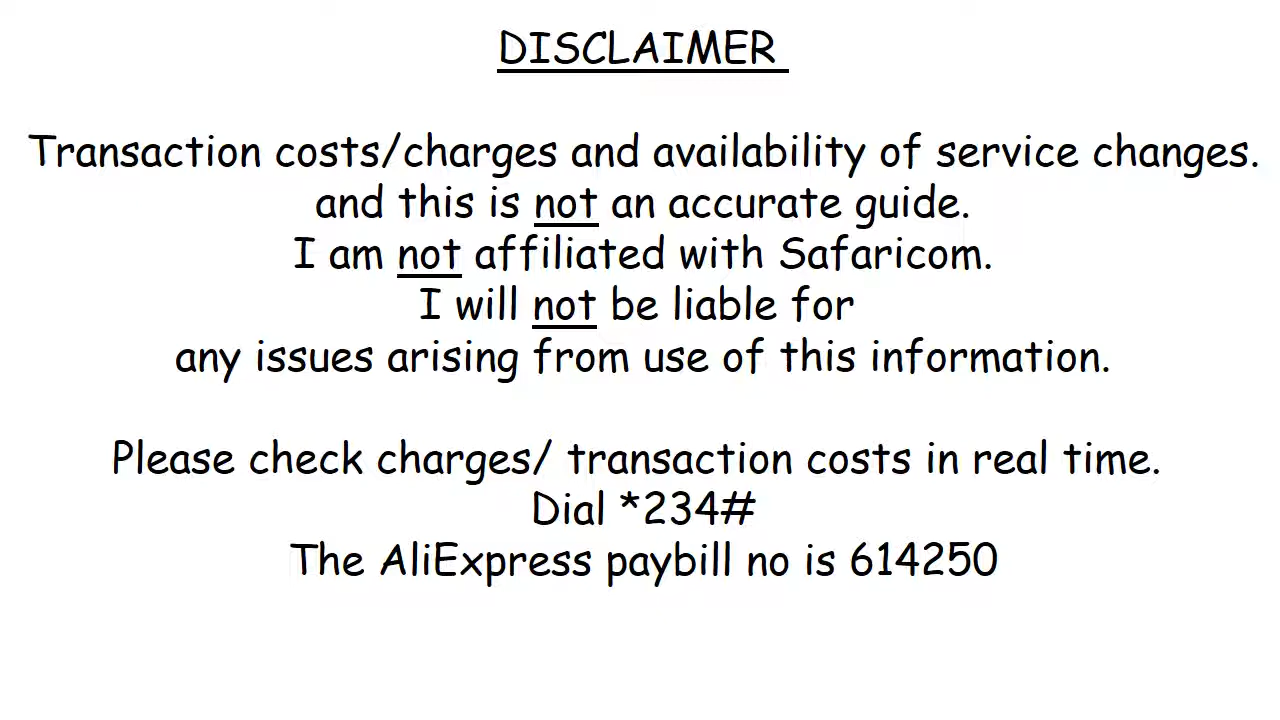 DISCLAIMER
Transaction costs/charges and availability of service changes.
and this is not an accurate guide.
I am not affiliated with Safaricom.
I will not be liable for
any issues arising from use of this information.
Please check charges/ transaction costs in real time.
Dial *234#
The AliExpress paybill no is 614250